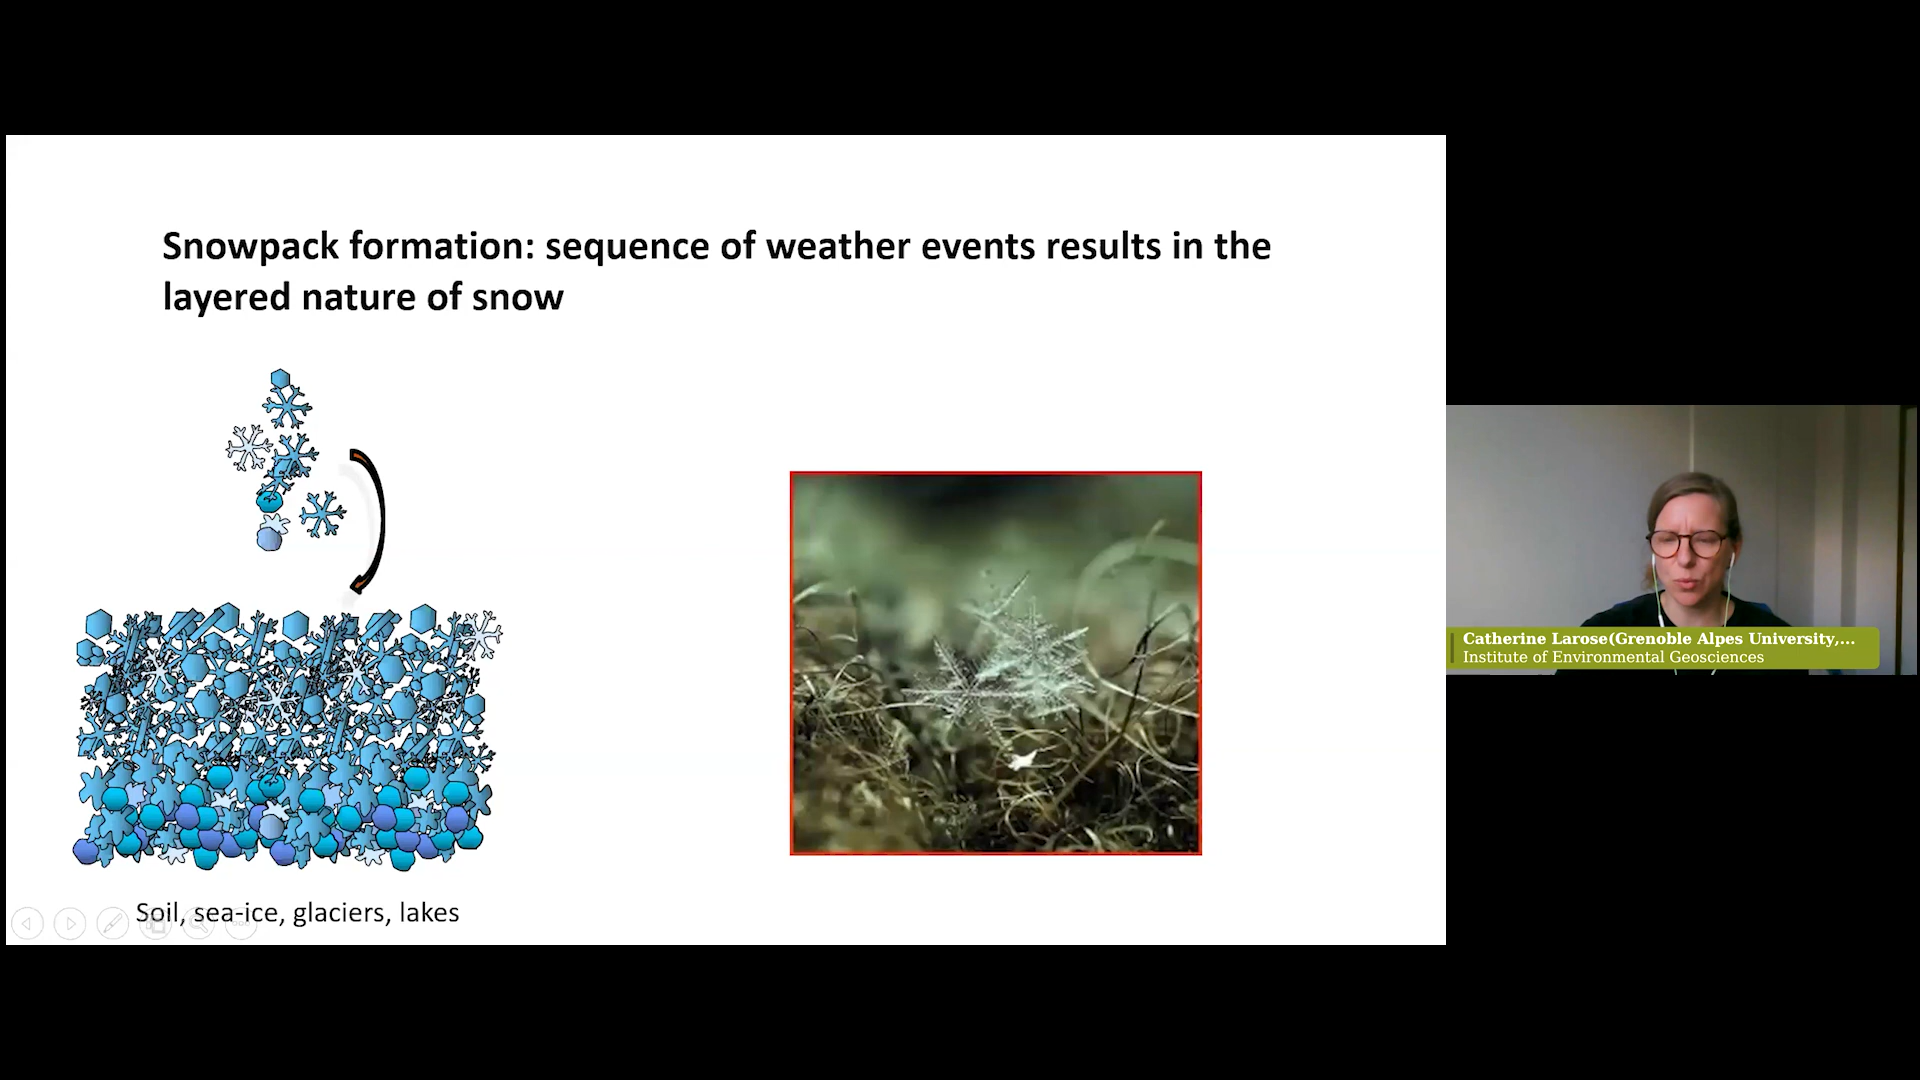 Snowpack formation: sequence of weather events results in the
layered nature of snow
Soil, sea-ice, glaciers, lakes
Catherine Larose(Grenoble Alpes University,...
Institute of Environmental Geosciences